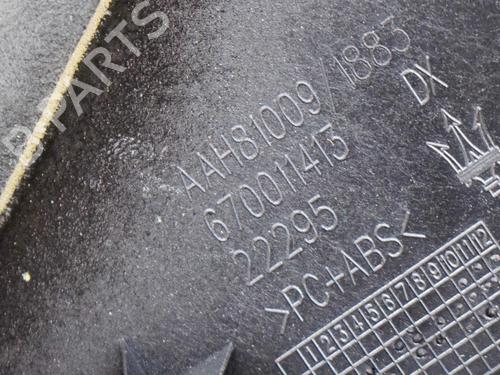 B-PARTS
AAH81009/1883
670011415
22295
>PC+ABS<
DX
1 2 3 4 5 6 7 8 9 10 11 12